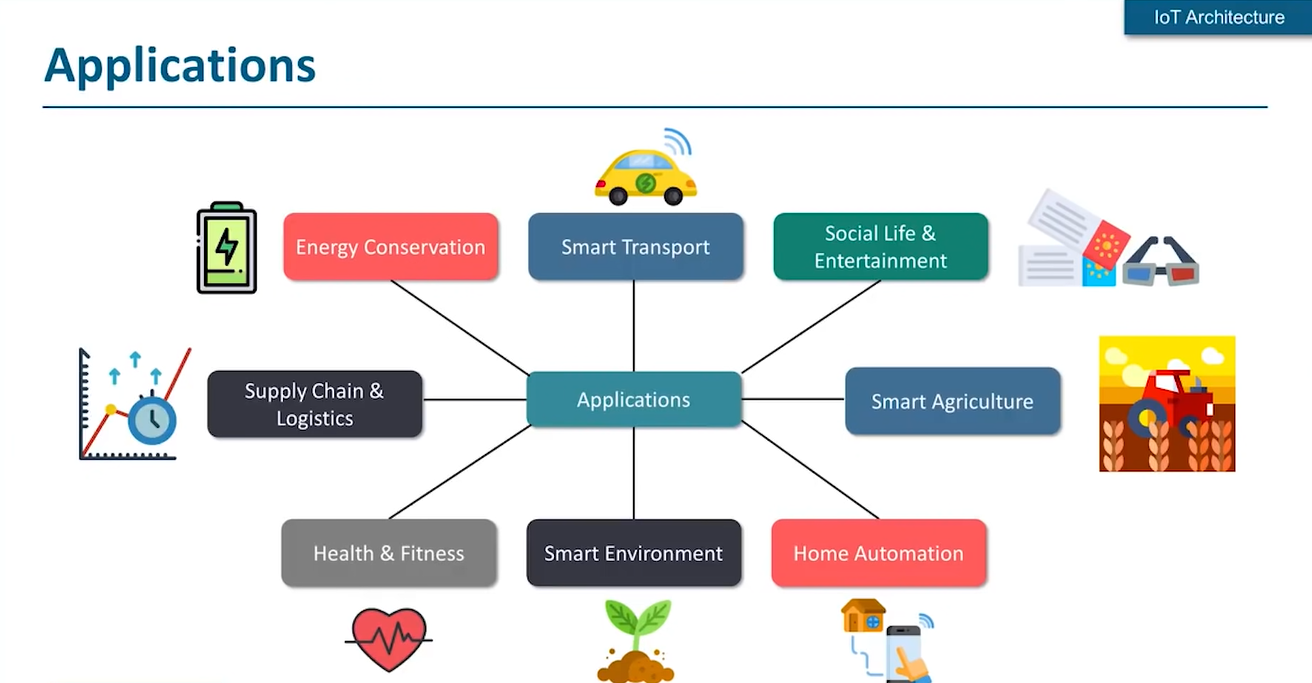 IoT Architecture
Applications
Energy Conservation
Smart Transport
Social Life &
Entertainment
Supply Chain &
Logistics
Applications
Smart Agriculture
Health & Fitness
Smart Environment
Home Automation